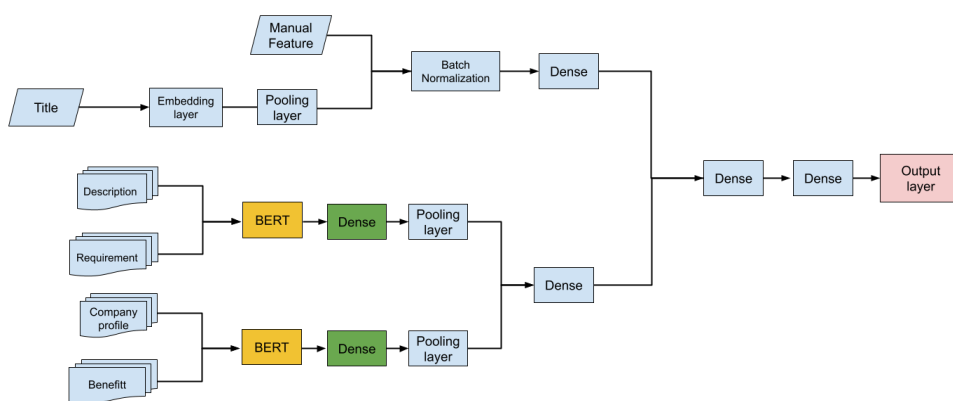 Manual
Feature
Batch
Normalization
Dense
Title
Embedding
layer
Pooling
layer
Description
Requirement
BERT
Dense
Pooling
layer
Dense
Dense
Dense
Output
layer
Company
profile
Benefitt
BERT
Dense
Pooling
layer